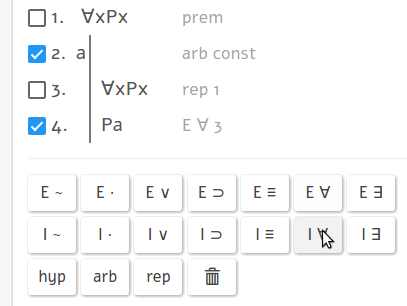 1. ∀xPx prem
2. a arb const
3. ∀xPx rep 1
4. Pa E ∀ 3
E ~ E · E ∨ E ⊃ E ≡ E ∀ E ∃
I ~ I · I ∨ I ⊃ I ≡ I ∀ I ∃
hyp arb rep